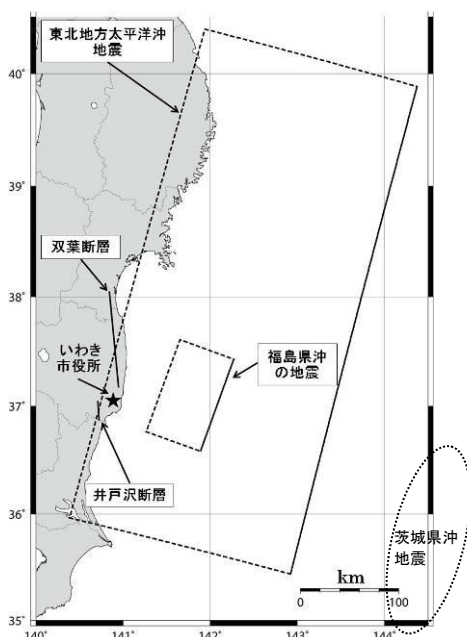 東北地方太平洋沖
地震
40˚
39˚
双葉断層
38˚
いわき
市役所
福島県沖
の地震
37˚
井戸沢断層
36˚
茨城県沖
地震
km
0
100
35˚
140˚
141˚
142˚
143˚
144˚